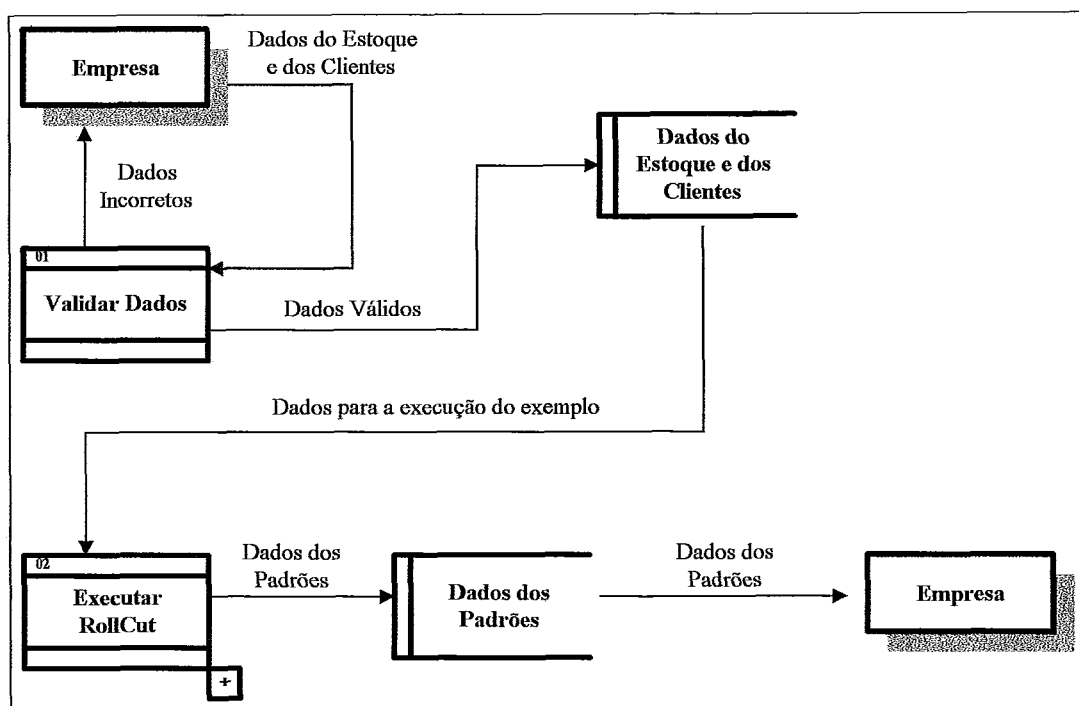 Empresa
Dados do Estoque
e dos Clientes
Dados
Incorretos
Dados do
Estoque e dos
Clientes
01
Validar Dados
Dados Válidos
Dados para a execução do exemplo
02
Executar
RollCut
+
Dados dos
Padrões
Dados dos
Padrões
Dados dos
Padrões
Empresa